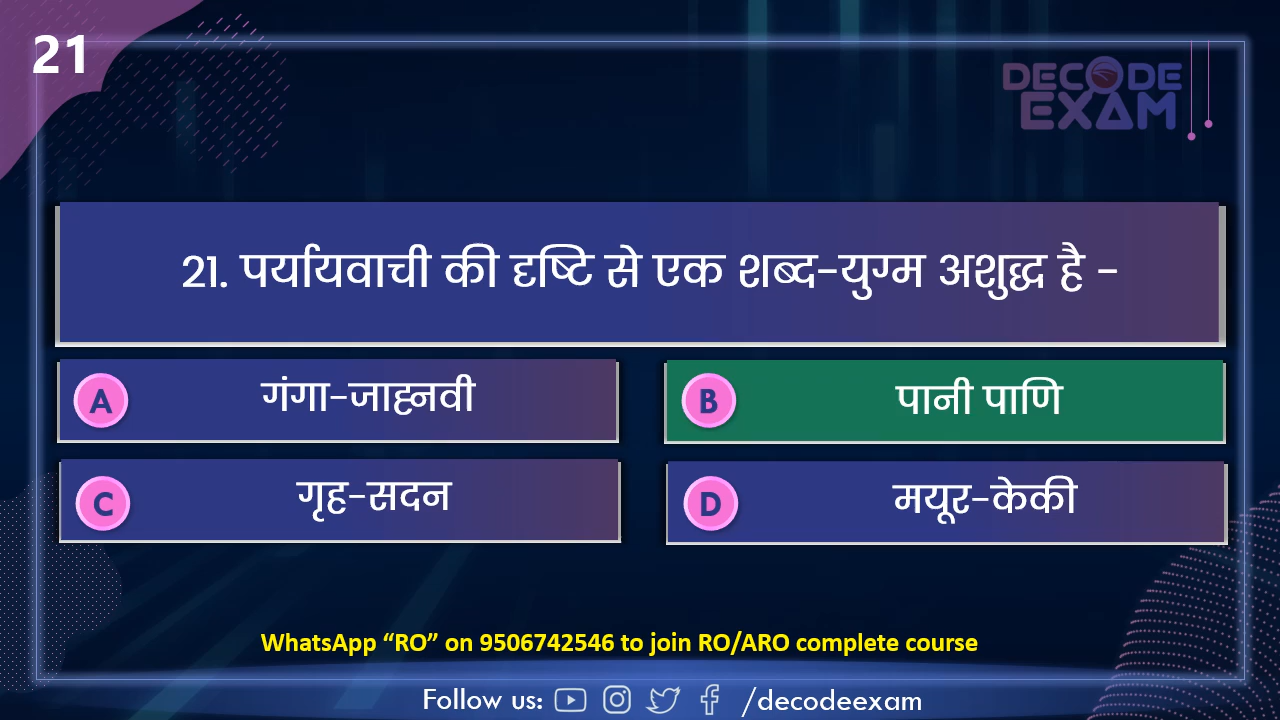 21
DECODE
EXAM
21. पर्यायवाची की दृष्टि से एक शब्द-युग्म अशुद्ध है -
A गंगा-जाह्नवी
B पानी पाणि
C गृह-सदन
D मयूर-केकी
WhatsApp “RO” on 9506742546 to join RO/ARO complete course
Follow us: /decodeexam